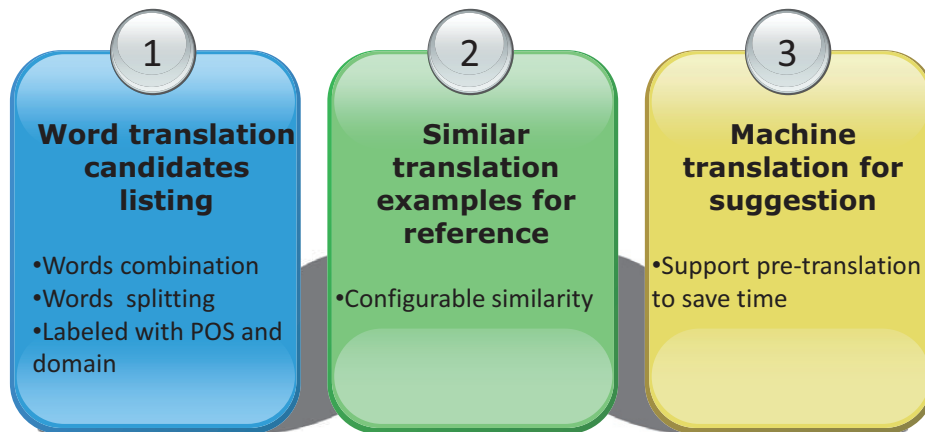 1
Word translation
candidates
listing
•Words combination
•Words  splitting
•Labeled with POS and
domain
2
Similar
translation
examples for
reference
•Configurable similarity
3
Machine
translation for
suggestion
•Support pre-translation
to save time